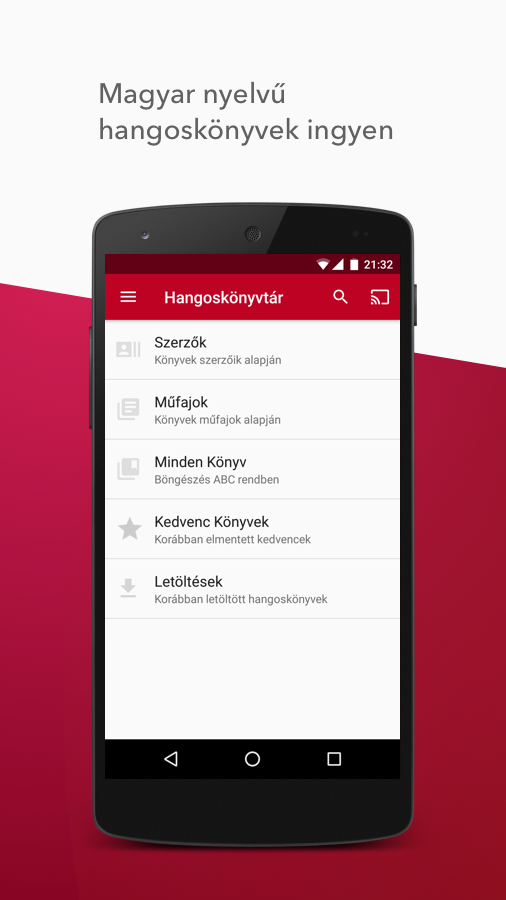 Magyar nyelvű
hangoskönyvek ingyen
21:32
Hangoskönyvtár
Szerzők
Könyvek szerzőik alapján
Műfajok
Könyvek műfajok alapján
Minden Könyv
Böngészés ABC rendben
Kedvenc Könyvek
Korábban elmentett kedvencek
Letöltések
Korábban letöltött hangoskönyvek